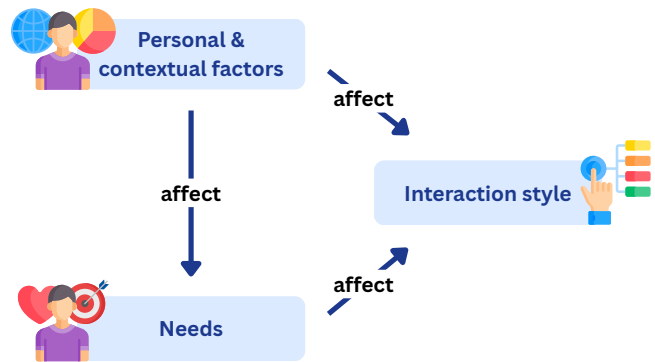 Personal &
contextual factors
affect
affect
Interaction style
affect
Needs